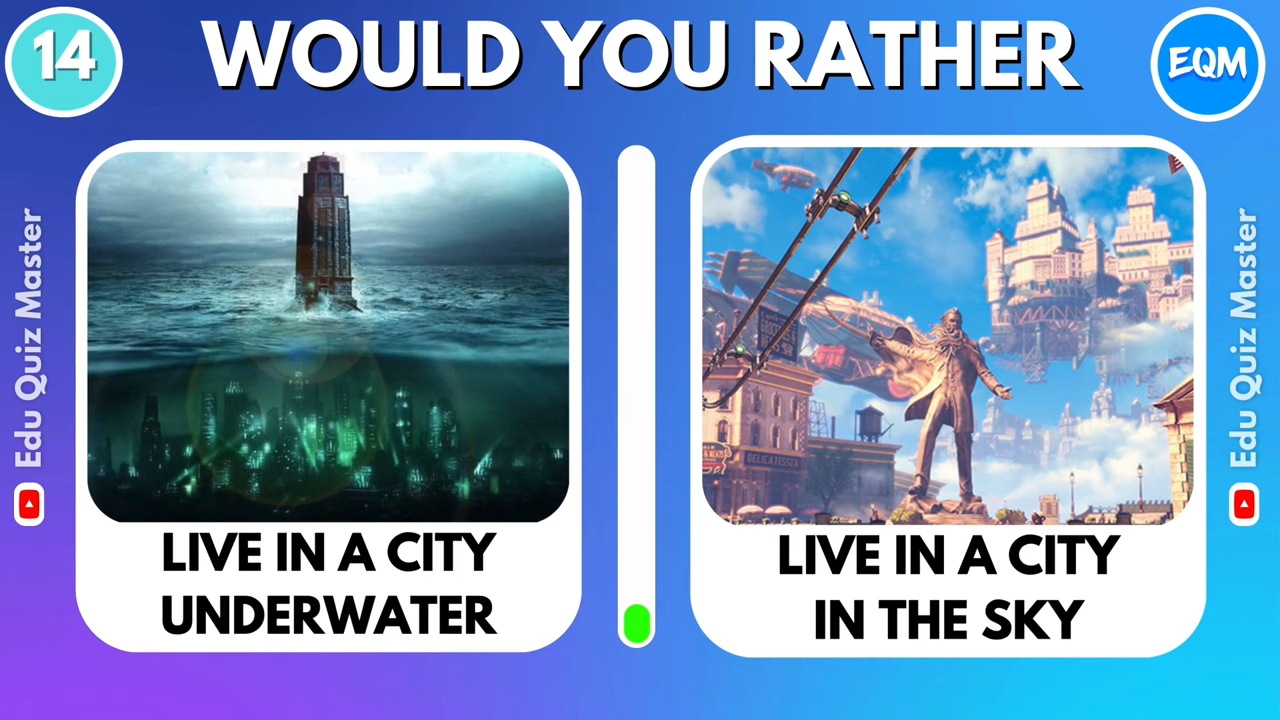 14
WOULD YOU RATHER
EQM
Edu Quiz Master
DELICATESSEN
LIVE IN A CITY
UNDERWATER
LIVE IN A CITY
IN THE SKY
Edu Quiz Master